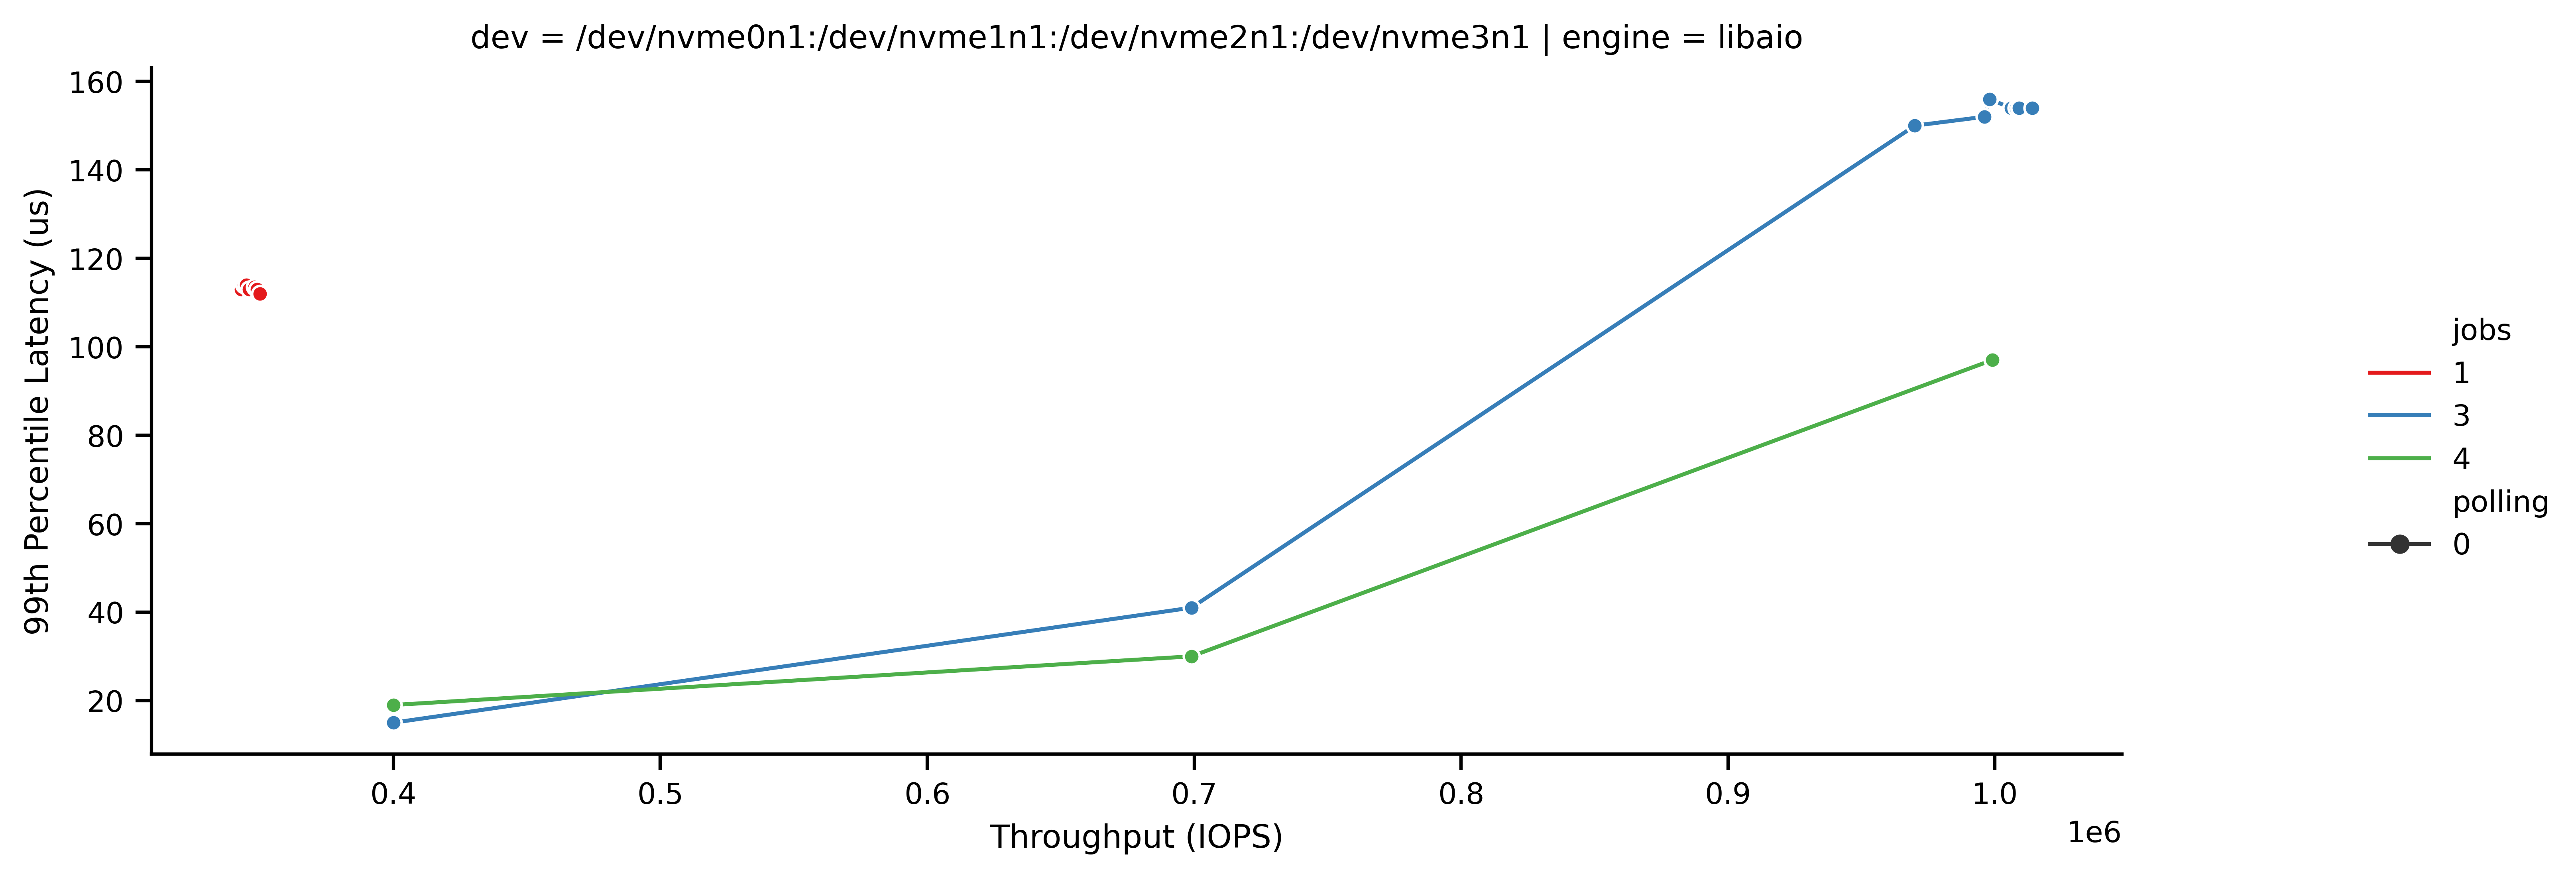 dev = /dev/nvme0n1:/dev/nvme1n1:/dev/nvme2n1:/dev/nvme3n1 | engine = libaio
99th Percentile Latency (us)
160
140
120
100
80
60
40
20
0.4 0.5 0.6 0.7 0.8 0.9 1.0
1e6
Throughput (IOPS)
jobs
1
3
4
polling
0